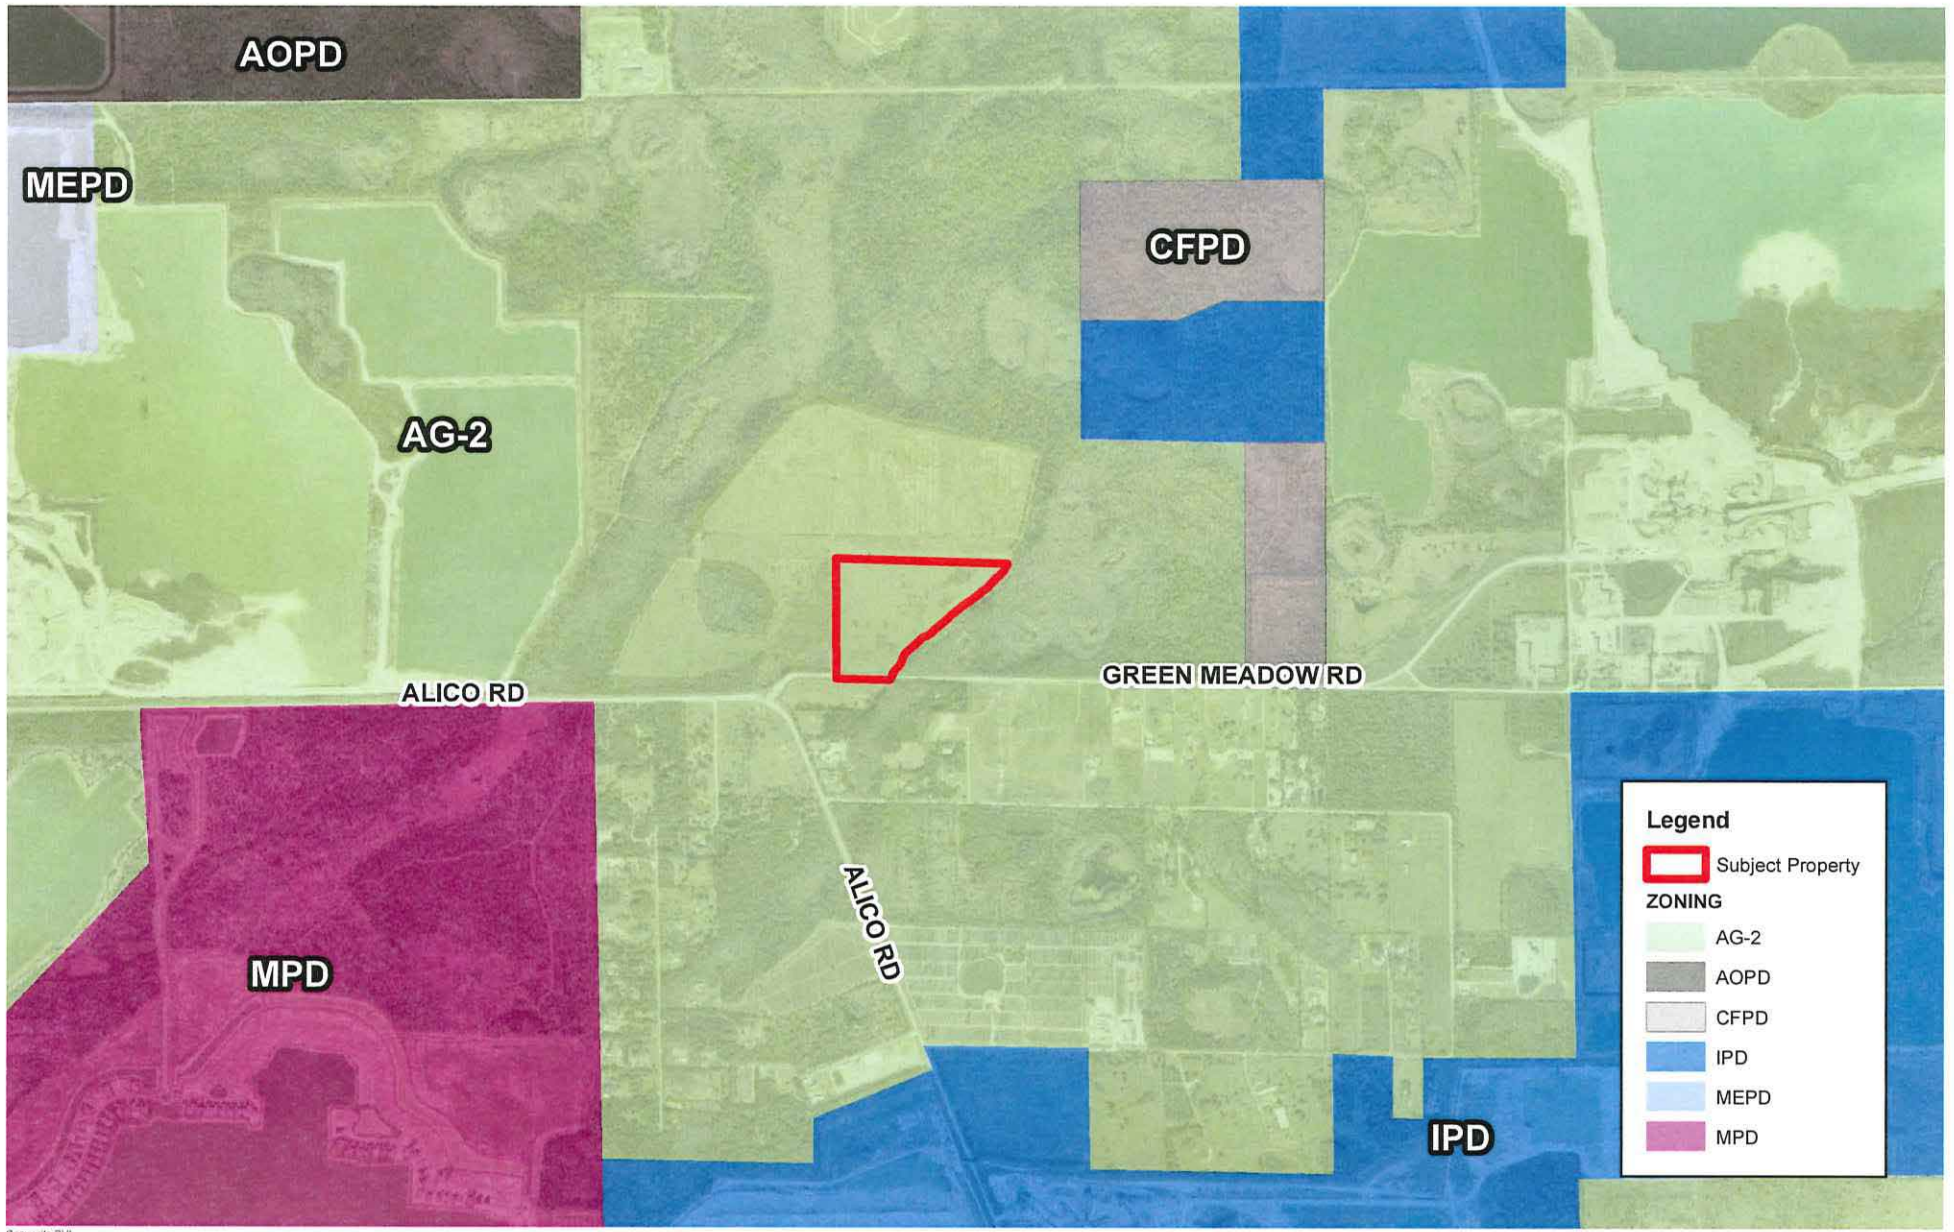 AOPD
MEPD
CFPD
AG-2
GREEN MEADOW RD
ALICO RD
ALICO RD
MPD
IPD
Legend
Subject Property
ZONING
AG-2
AOPD
CFPD
IPD
MEPD
MPD